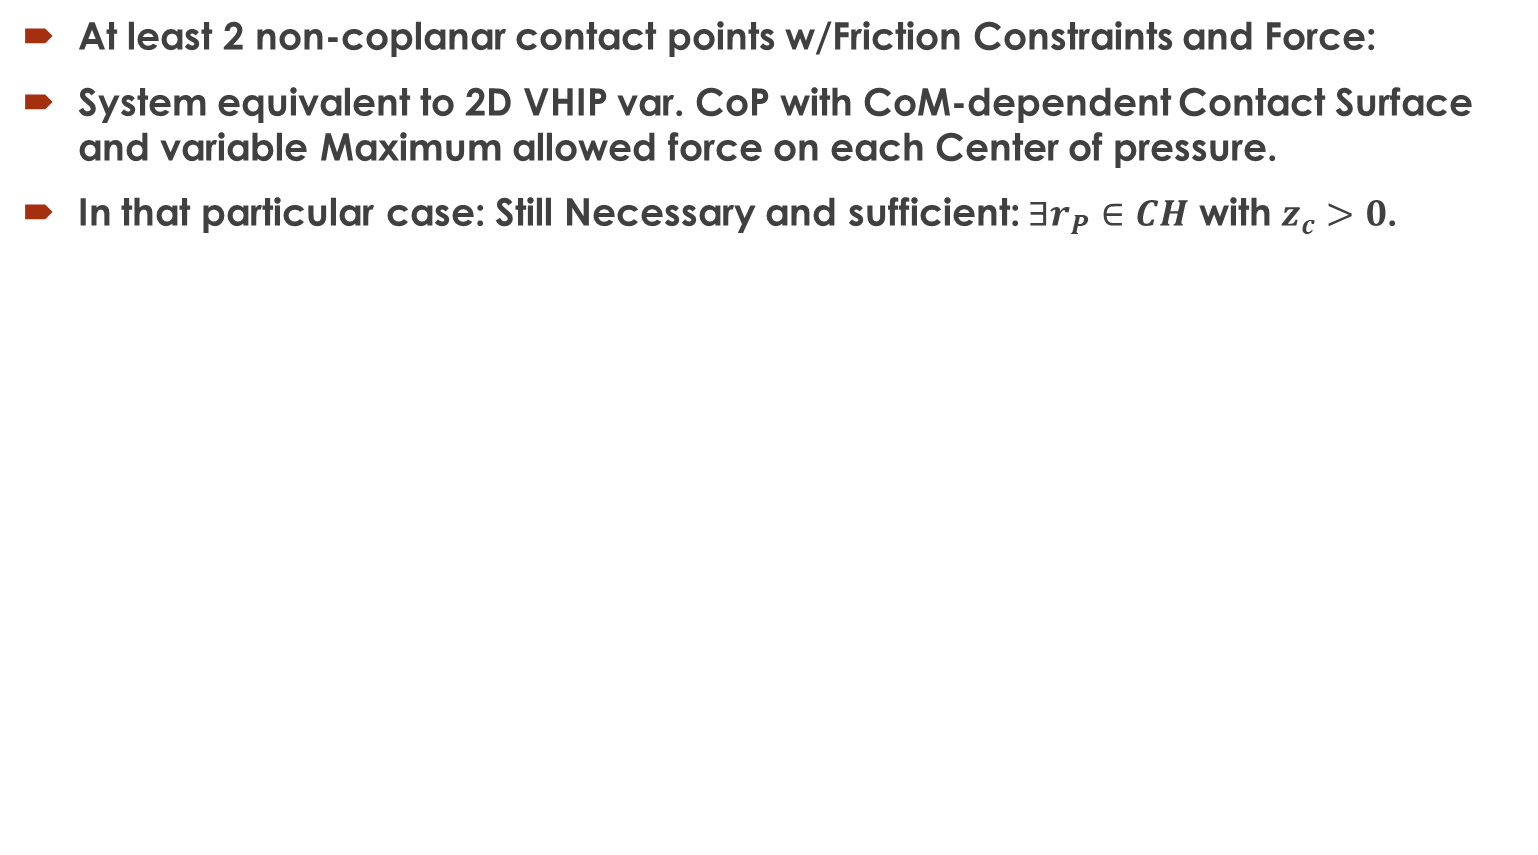 At least 2 non-coplanar contact points w/Friction Constraints and Force:
System equivalent to 2D VHIP var. CoP with CoM-dependent Contact Surface
and variable Maximum allowed force on each Center of pressure.
In that particular case: Still Necessary and sufficient: ∃𝒓_𝑷 ∈ 𝑪𝑯 with 𝒛_𝒄 > 𝟎.